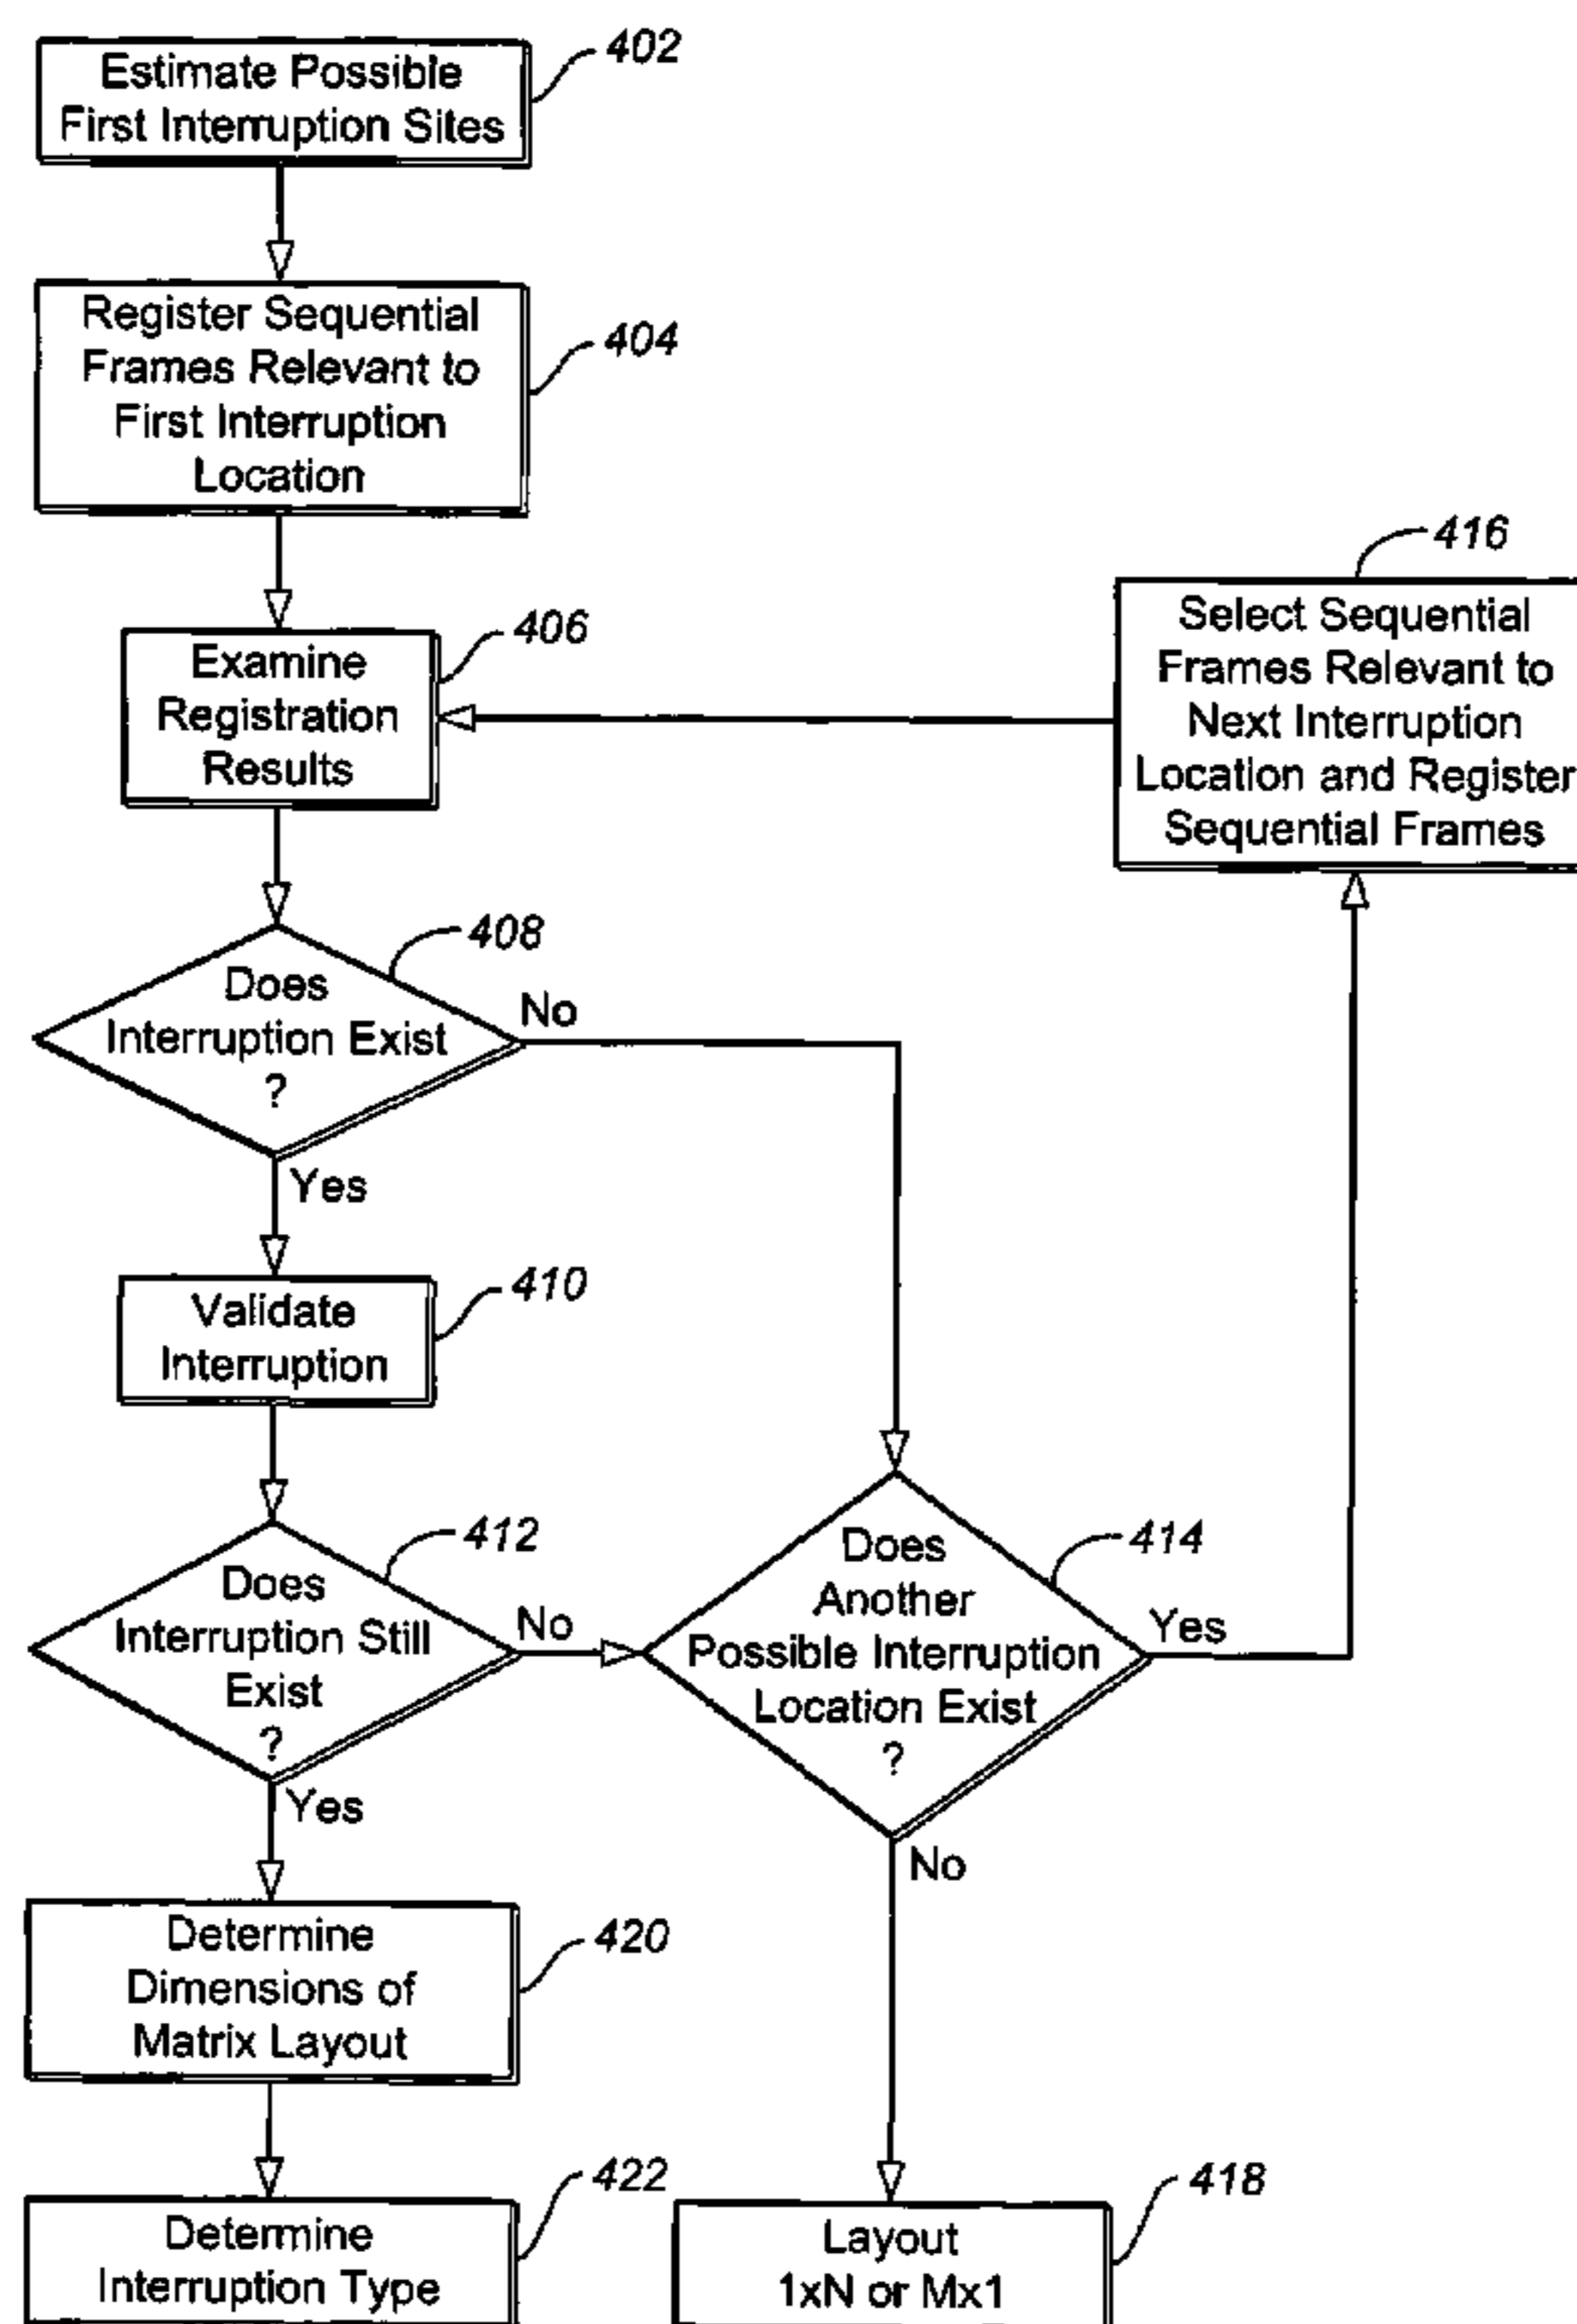 Estimate Possible
First Interruption Sites
402
Register Sequential
Frames Relevant to
First Interruption
Location
404
Examine
Registration
Results
406
416
Select Sequential
Frames Relevant to
Next Interruption
Location and Register
Sequential Frames
Does
Interruption Exist
?
408
No
Yes
Validate
Interruption
410
Does
Interruption Still
Exist
?
412
No
Yes
Does
Another
Possible Interruption
Location Exist
?
414
Yes
No
Determine
Dimensions of
Matrix Layout
420
Determine
Interruption Type
422
Layout
1xN or Mx1
418